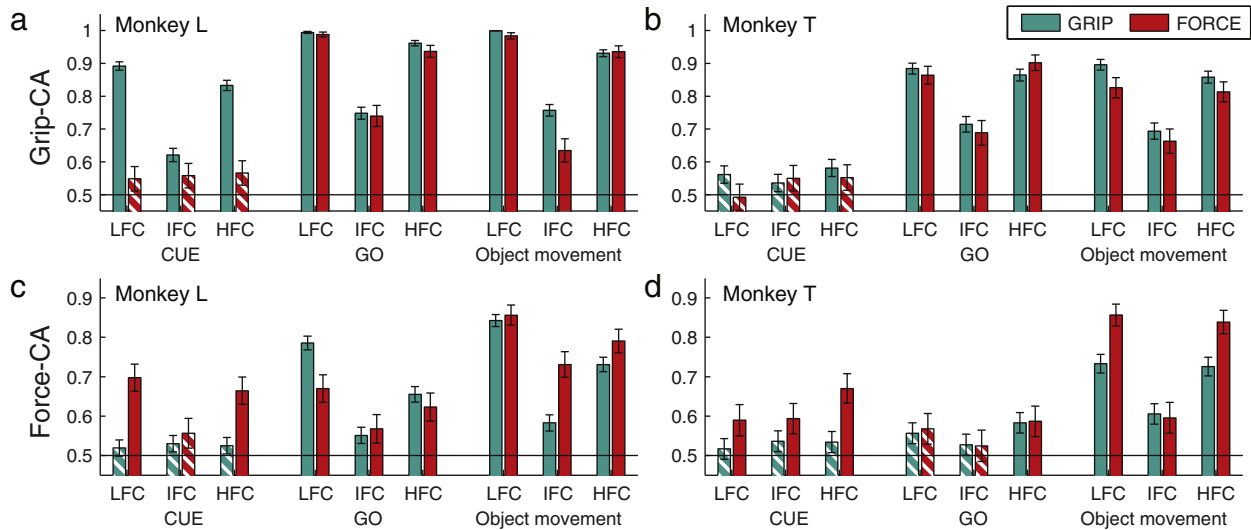 a Monkey L
Grip-CA
1
0.9
0.8
0.7
0.6
0.5
LFC IFC HFC LFC IFC HFC LFC IFC HFC
CUE GO Object movement
b Monkey T
GRIP FORCE
1
0.9
0.8
0.7
0.6
0.5
LFC IFC HFC LFC IFC HFC LFC IFC HFC
CUE GO Object movement
c Monkey L
Force-CA
0.9
0.8
0.7
0.6
0.5
LFC IFC HFC LFC IFC HFC LFC IFC HFC
CUE GO Object movement
d Monkey T
0.9
0.8
0.7
0.6
0.5
LFC IFC HFC LFC IFC HFC LFC IFC HFC
CUE GO Object movement